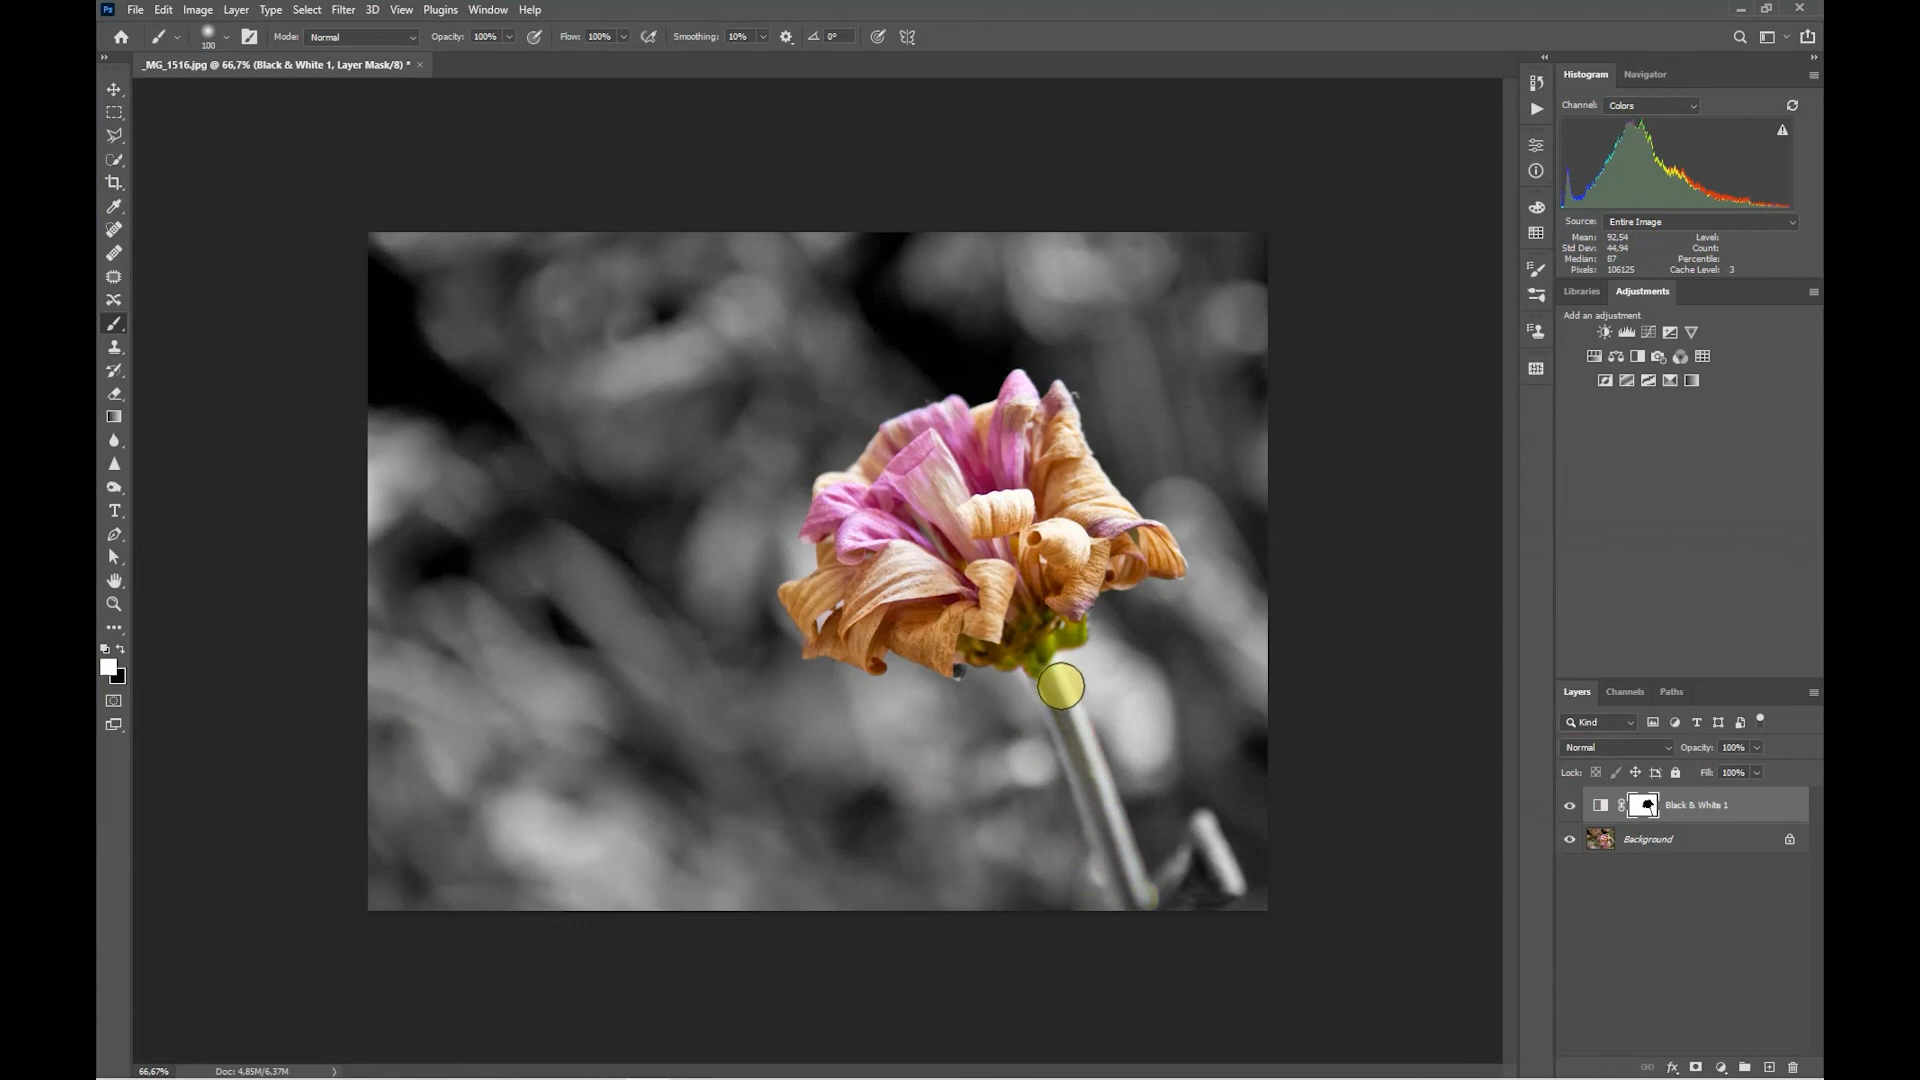 Ps File Edit Image Layer Type Select Filter 3D View Plugins Window Help
100 Mode: Normal Opacity: 100% Flow: 100% Smoothing: 10% 0°
_MG_1516.jpg @ 66,7% (Black & White 1, Layer Mask/8) * ×
Histogram Navigator
Channel: Colors
Source: Entire Image
Mean: 92,54 Level:
Std Dev: 44,94 Count:
Median: 87 Percentile:
Pixels: 106125 Cache Level: 3
Libraries Adjustments
Add an adjustment
Layers Channels Paths
Kind
Normal Opacity: 100%
Lock: Fill: 100%
Black & White 1
Background
66,67% Doc: 4,85M/6,37M